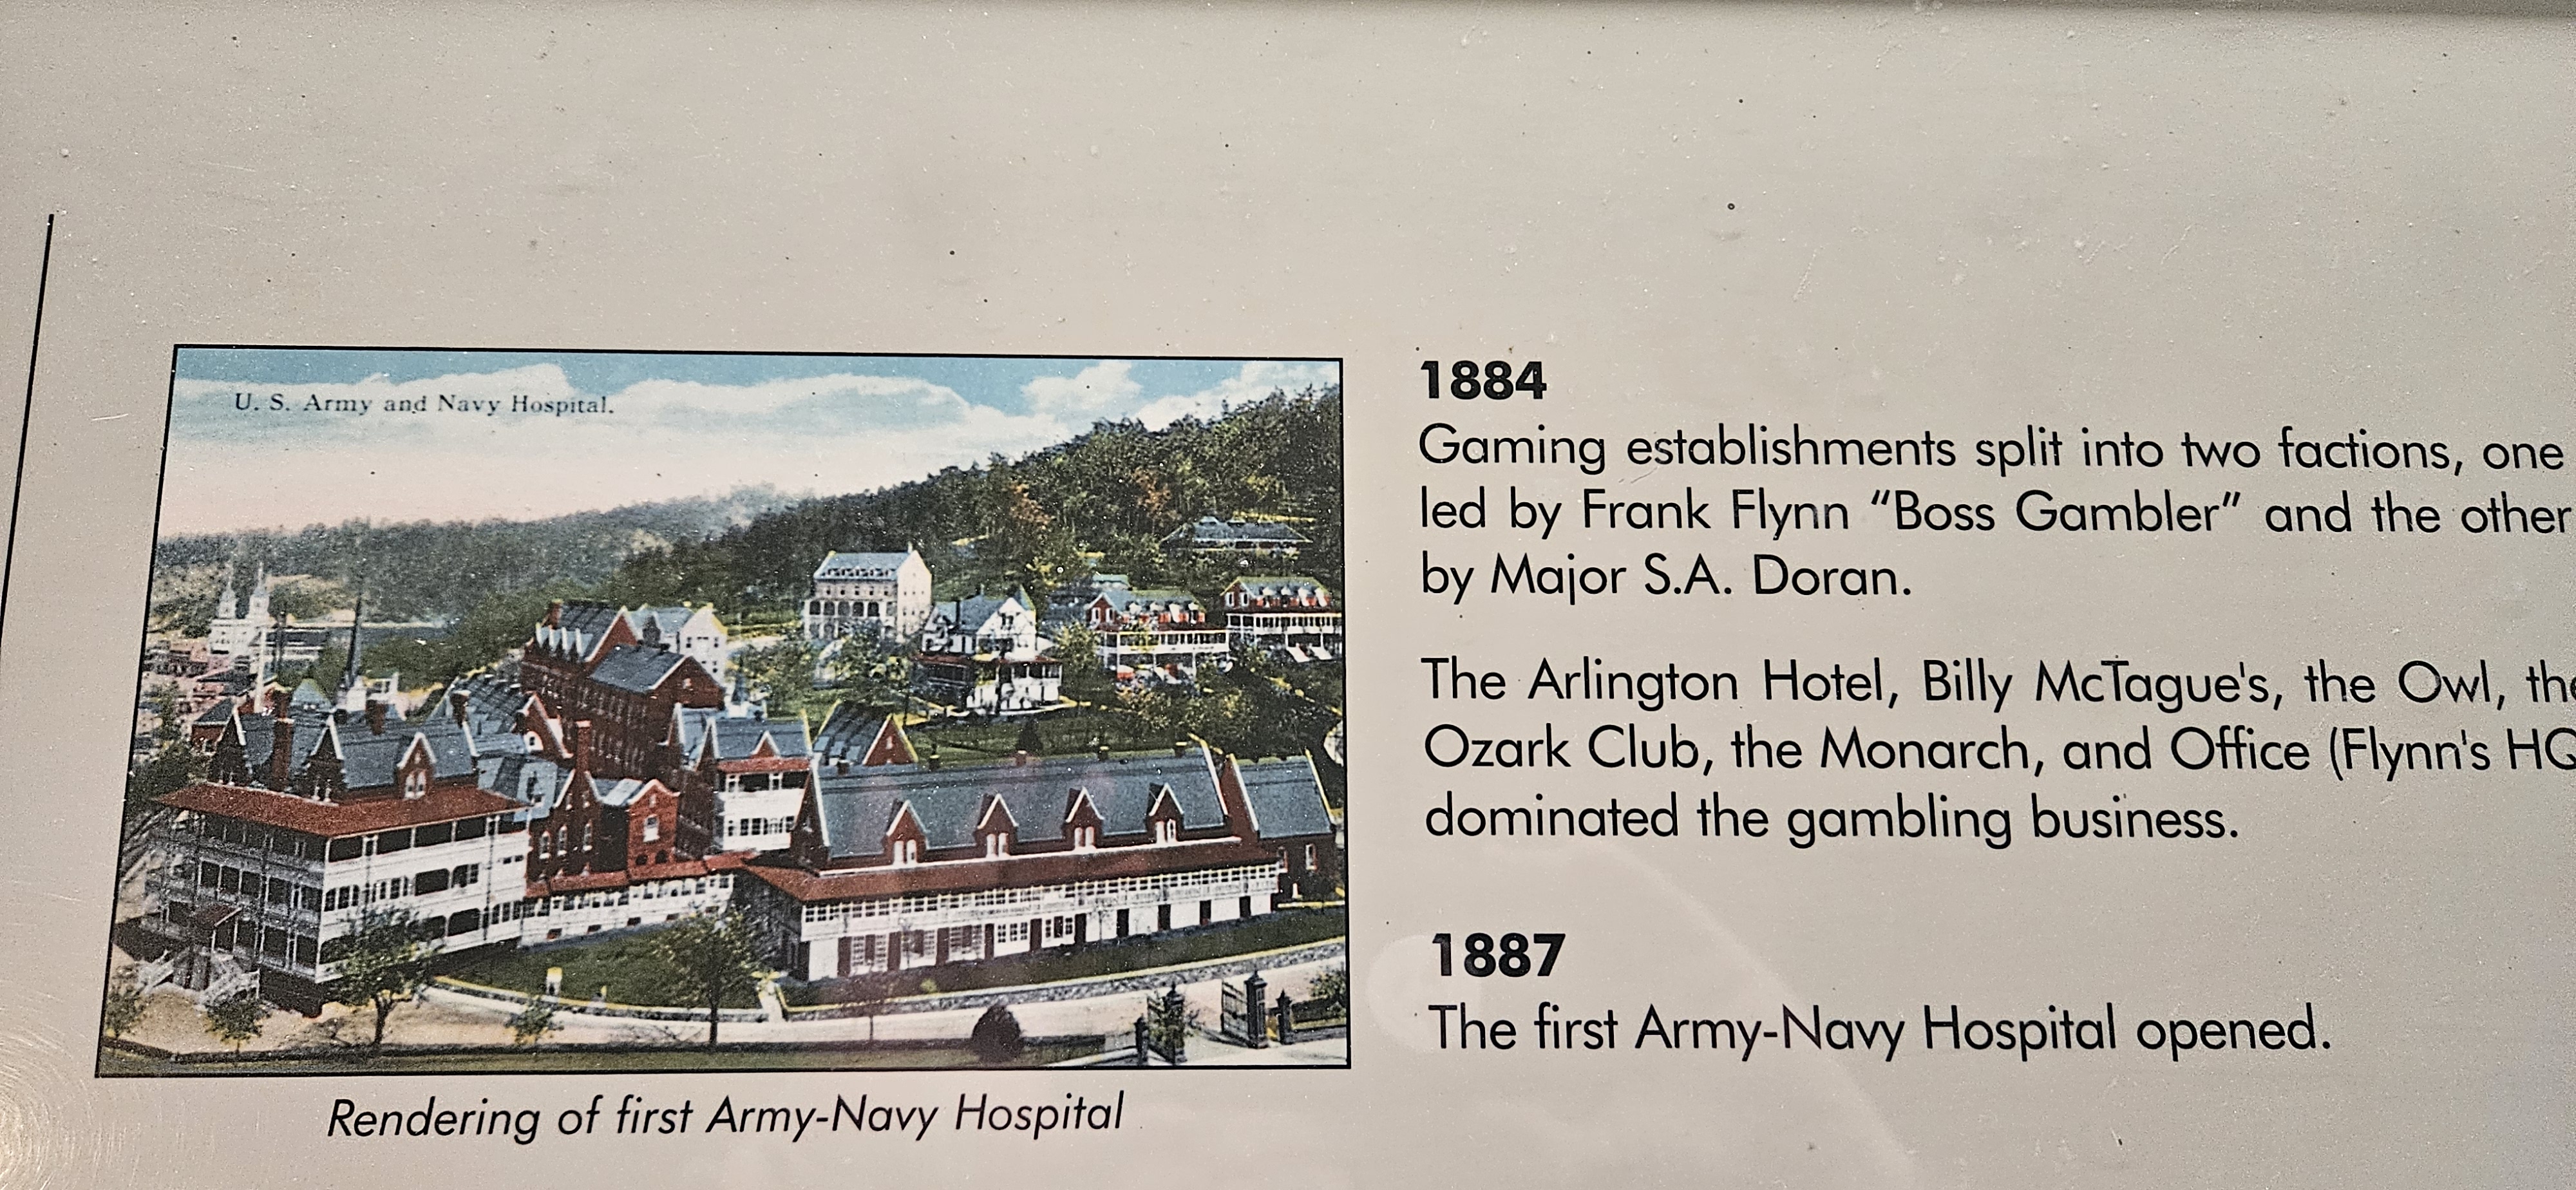 U. S. Army and Navy Hospital.
Rendering of first Army-Navy Hospital
1884
Gaming establishments split into two factions, one
led by Frank Flynn “Boss Gambler” and the other
by Major S.A. Doran.
The Arlington Hotel, Billy McTague's, the Owl, the
Ozark Club, the Monarch, and Office (Flynn's HQ
dominated the gambling business.
1887
The first Army-Navy Hospital opened.